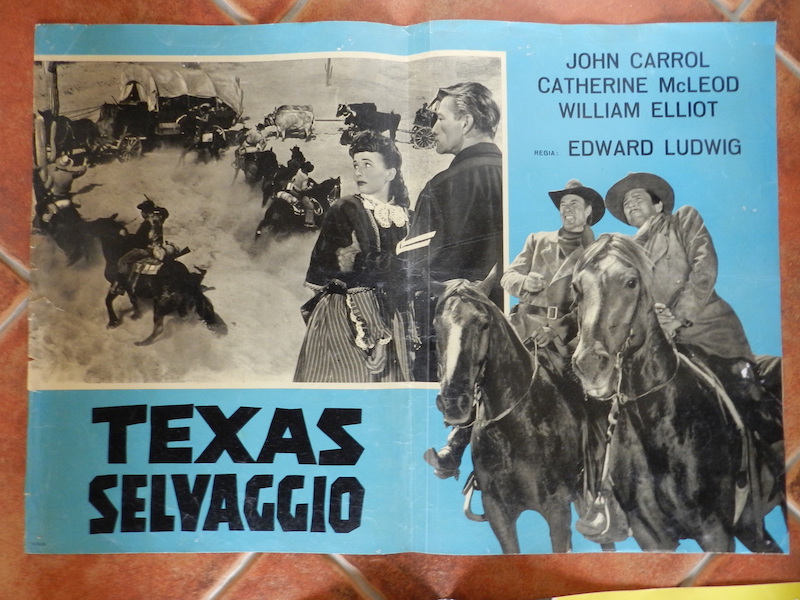 JOHN CARROL
CATHERINE McLEOD
WILLIAM ELLIOT
REGIA: EDWARD LUDWIG
TEXAS
SELVAGGIO